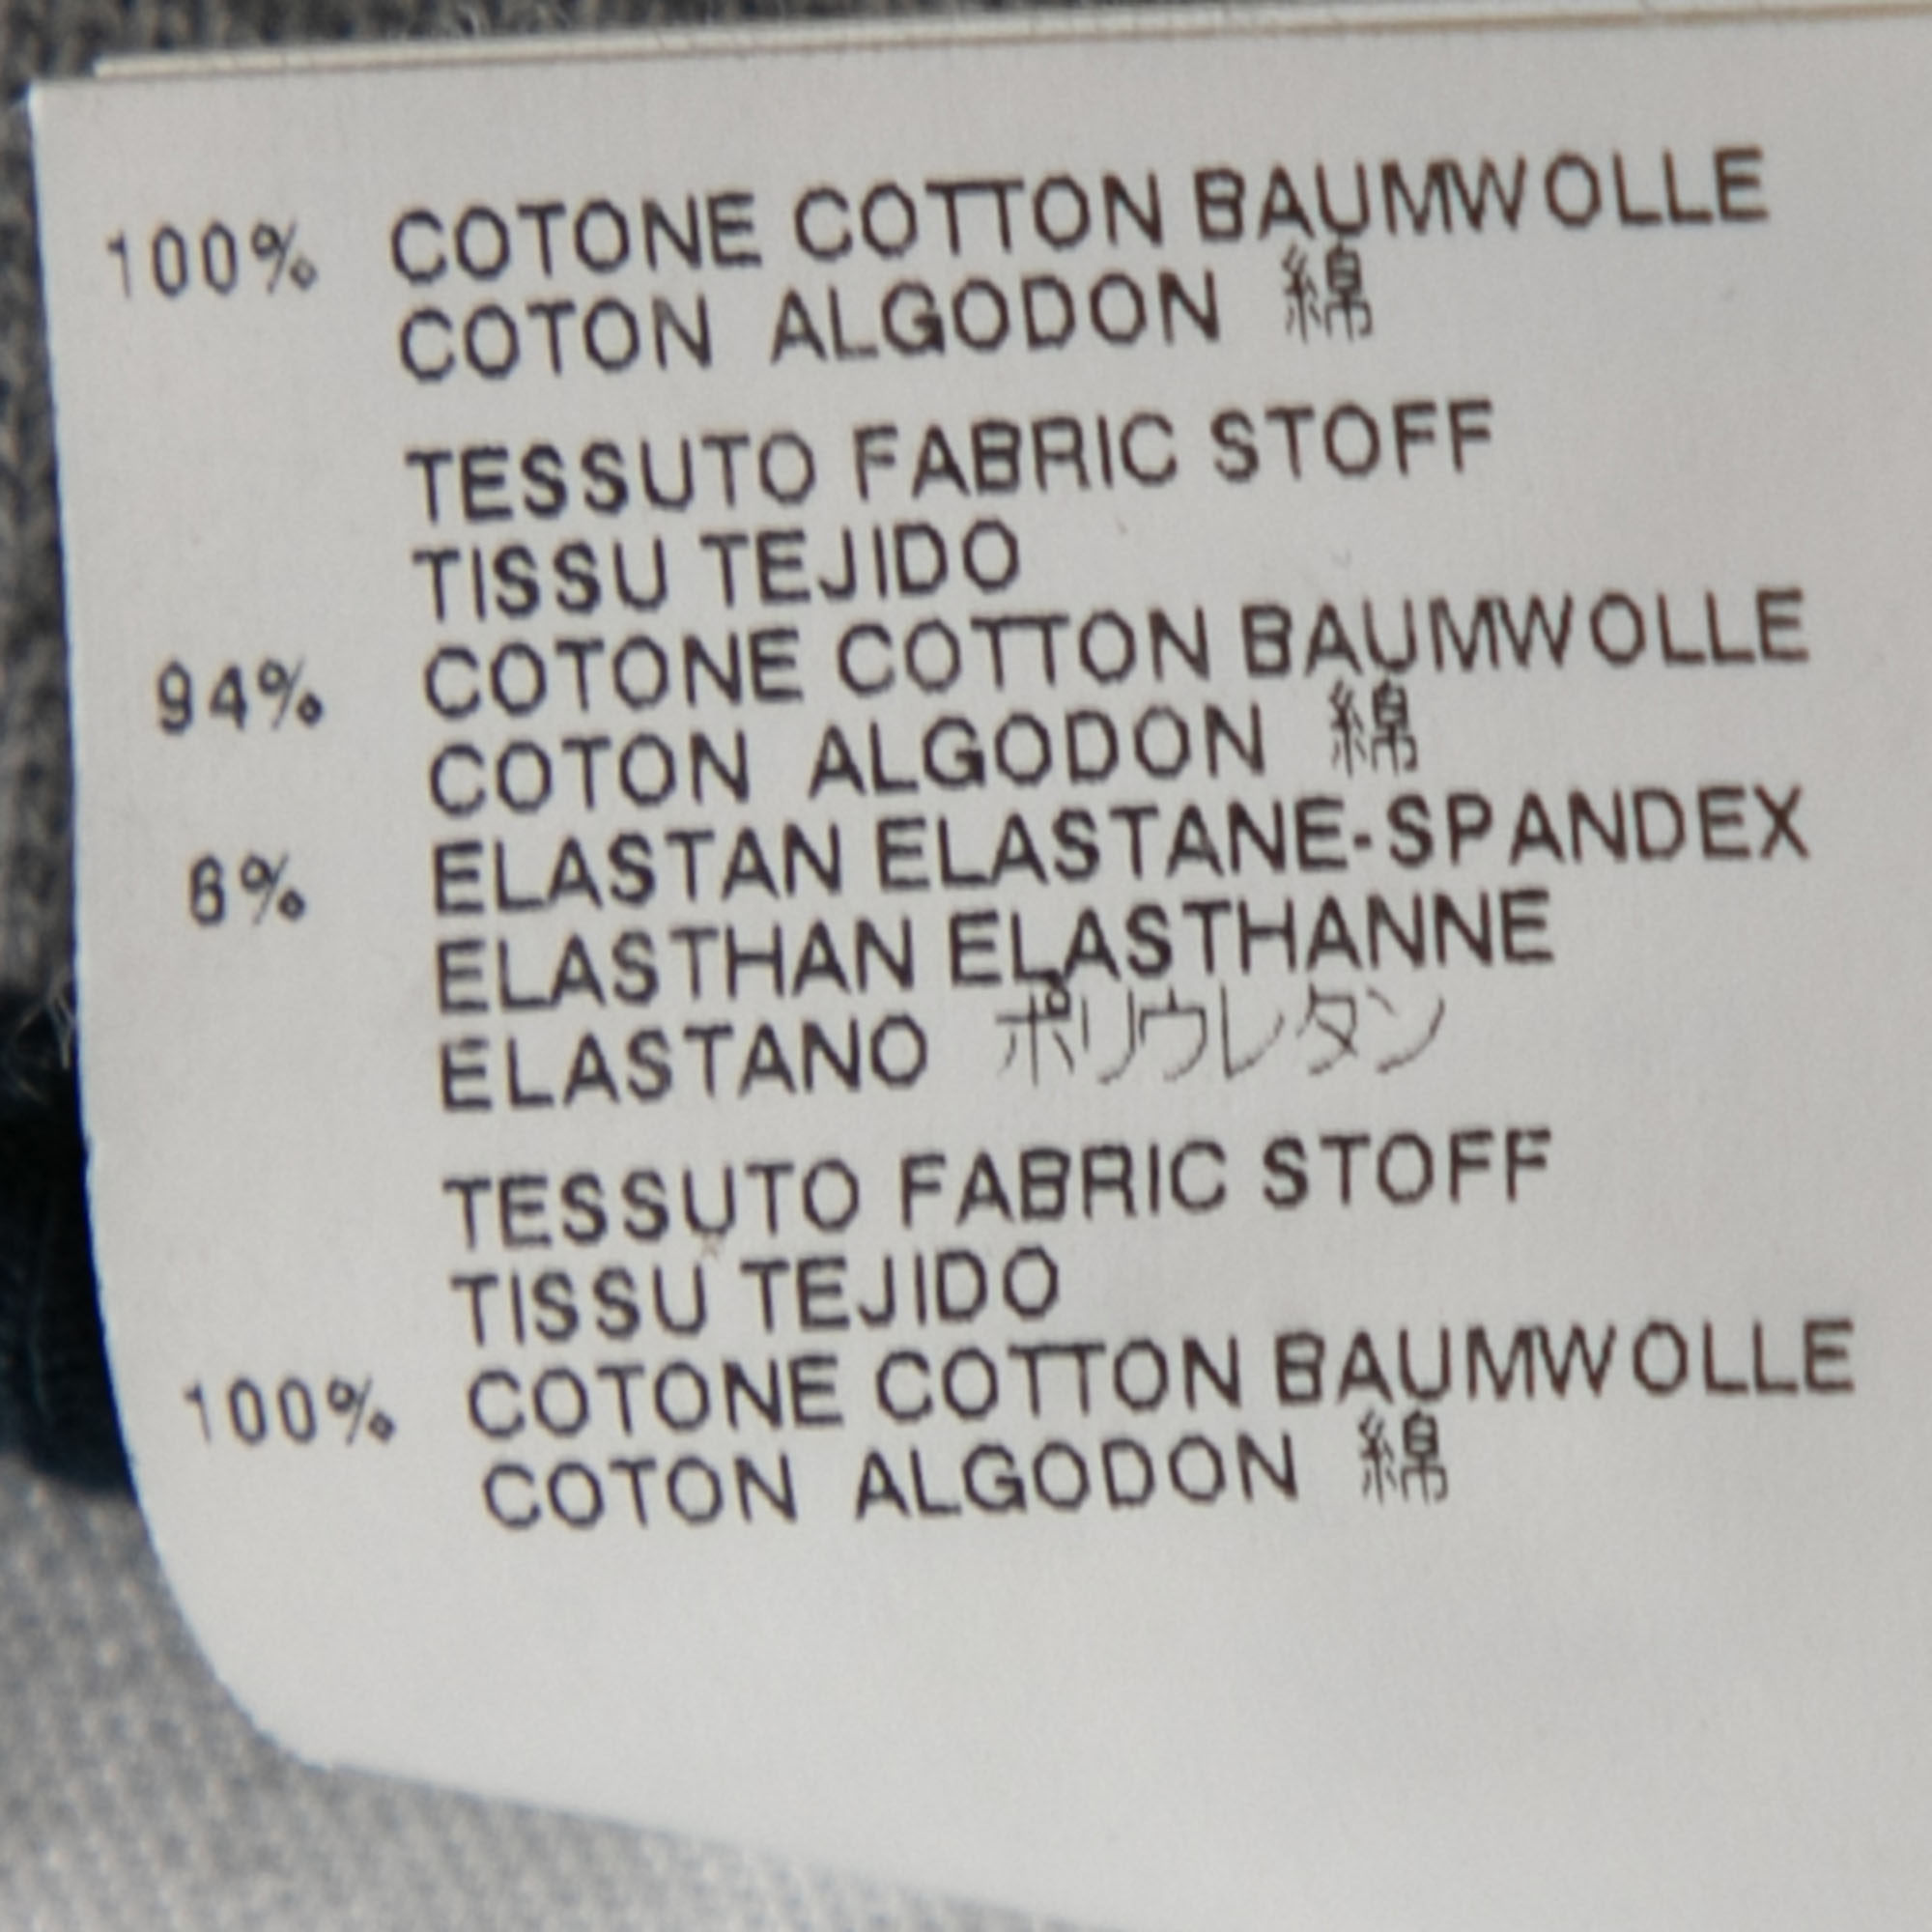 100% COTONE COTTON BAUMWOLLE
COTON ALGODON 綿
TESSUTO FABRIC STOFF
TISSU TEJIDO
94% COTONE COTTON BAUMWOLLE
COTON ALGODON 綿
6% ELASTAN ELASTANE-SPANDEX
ELASTHAN ELASTHANNE
ELASTANO ポリウレタン
TESSUTO FABRIC STOFF
TISSU TEJIDO
100% COTONE COTTON BAUMWOLLE
COTON ALGODON 綿